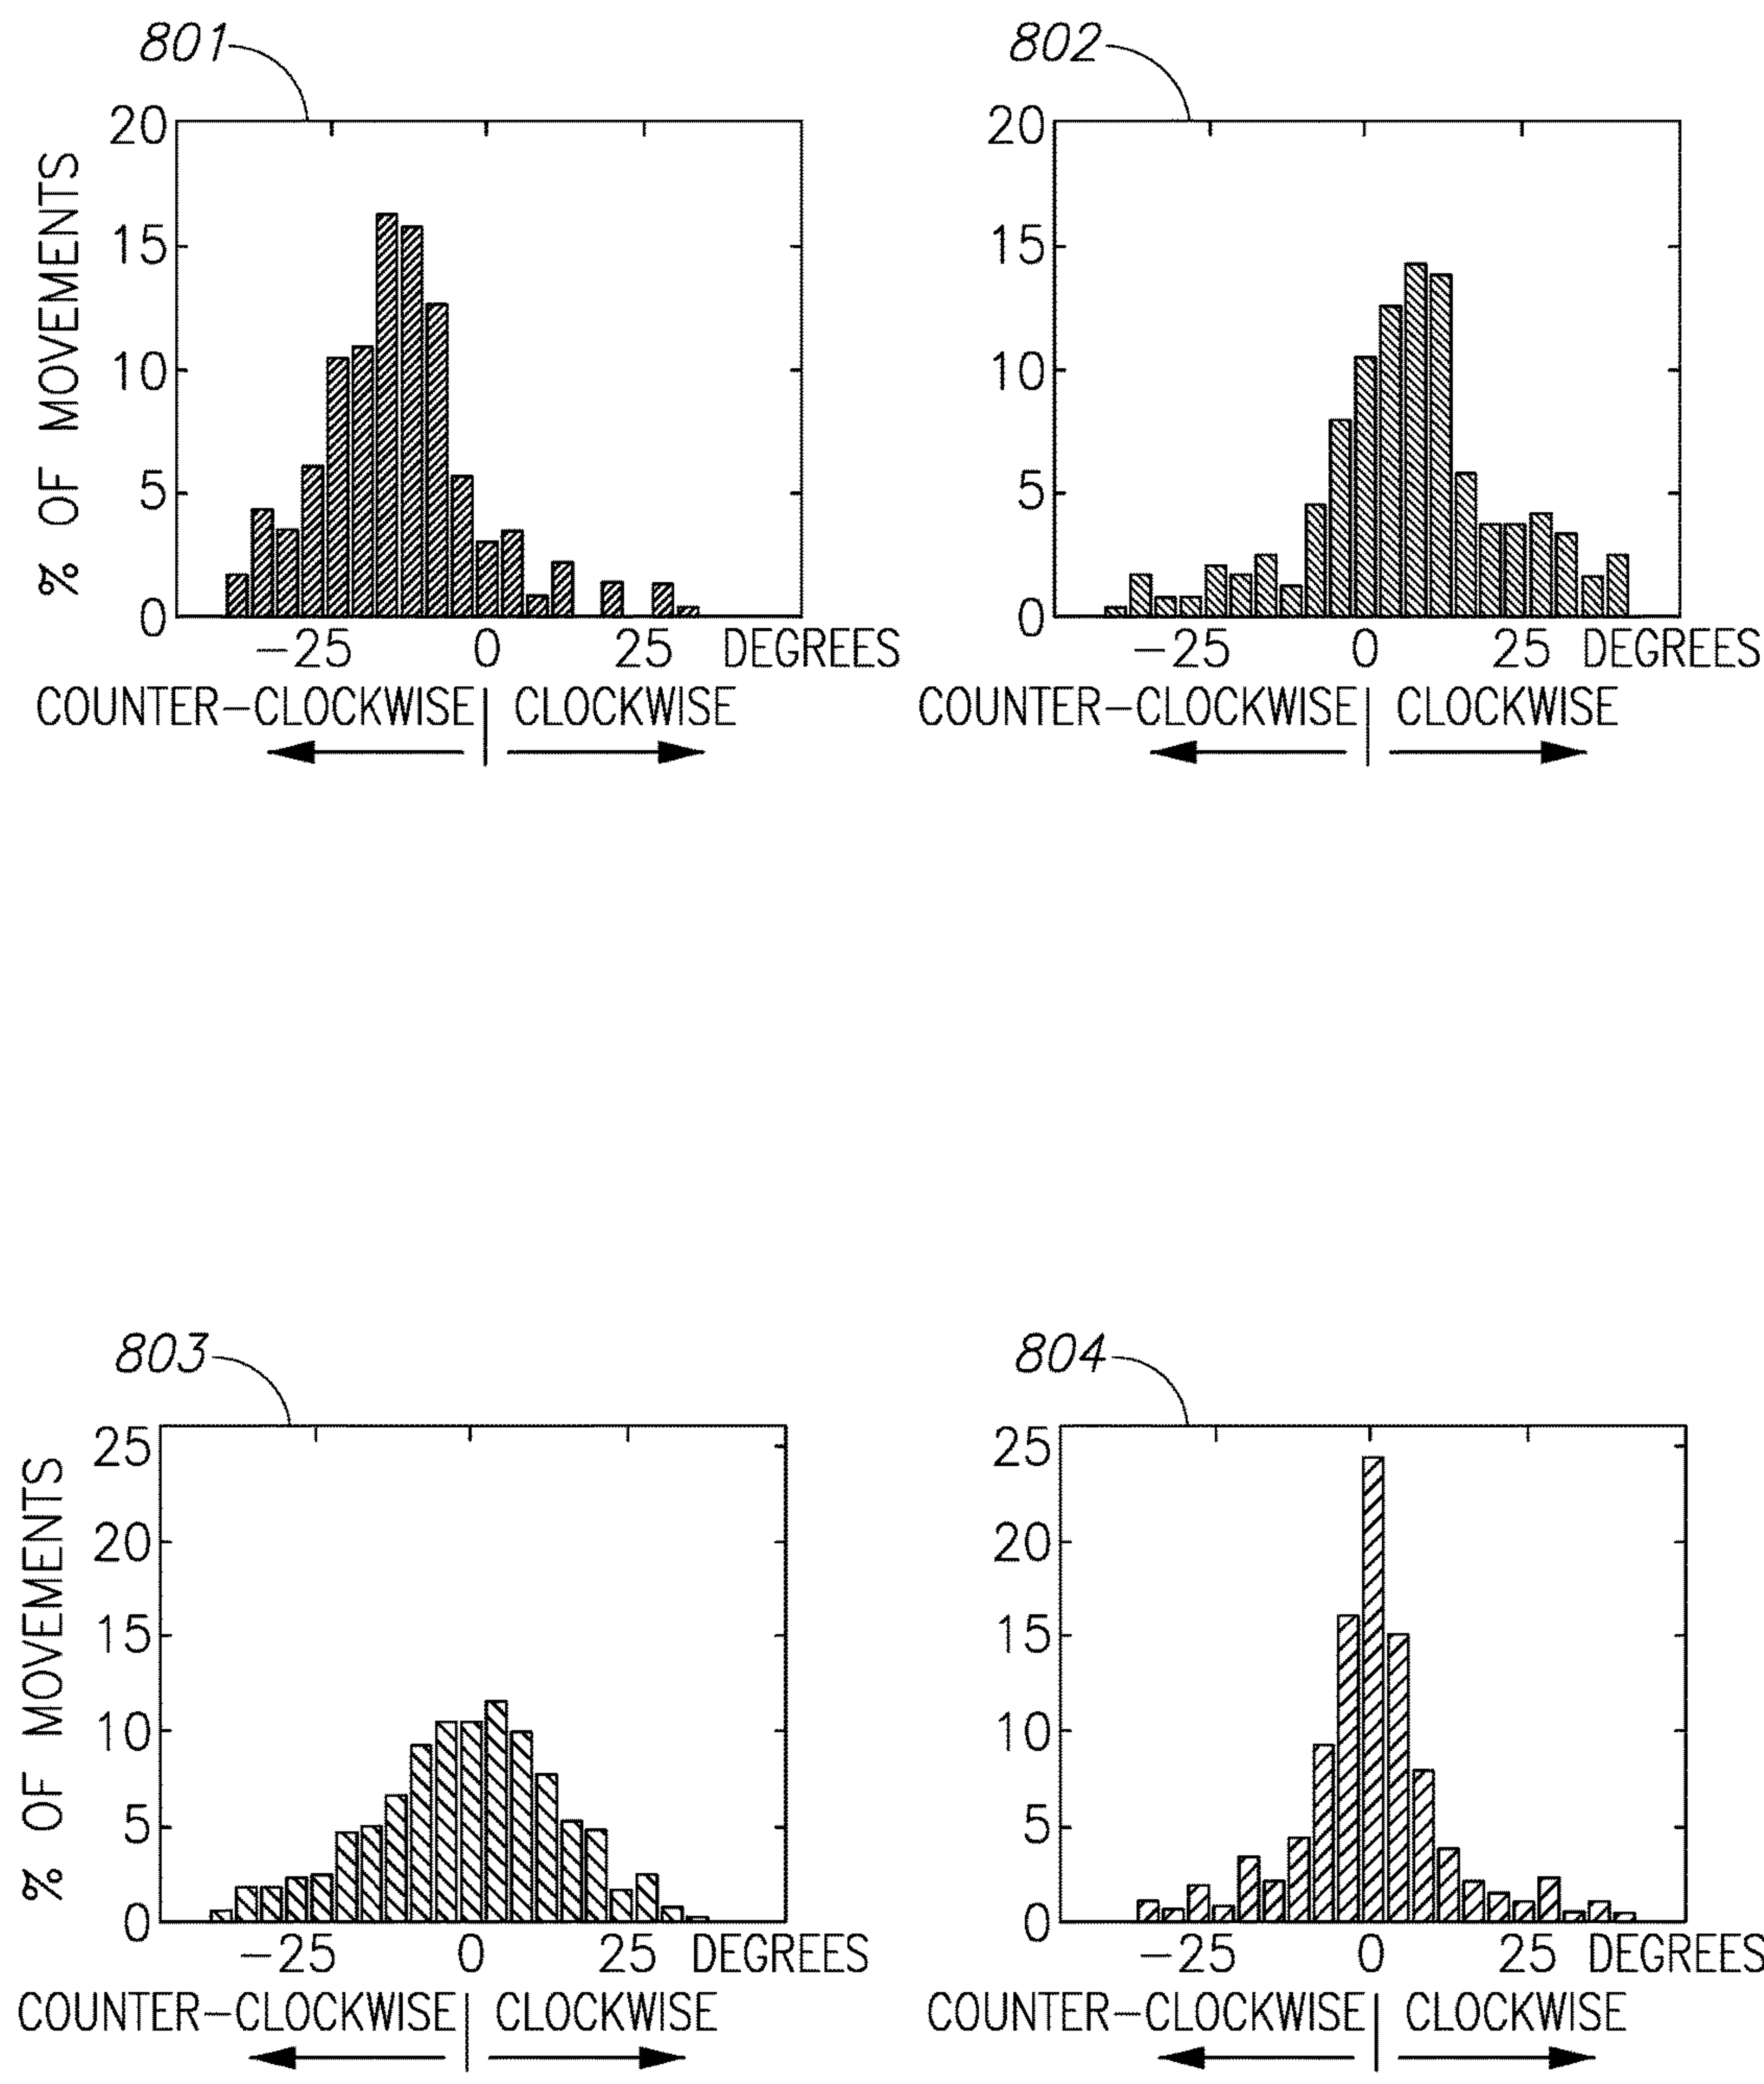 801
% OF MOVEMENTS
20
15
10
5
0
−25 0 25 DEGREES
COUNTER−CLOCKWISE | CLOCKWISE
802
20
15
10
5
0
−25 0 25 DEGREES
COUNTER−CLOCKWISE | CLOCKWISE
803
% OF MOVEMENTS
25
20
15
10
5
0
−25 0 25 DEGREES
COUNTER−CLOCKWISE | CLOCKWISE
804
25
20
15
10
5
0
−25 0 25 DEGREES
COUNTER−CLOCKWISE | CLOCKWISE